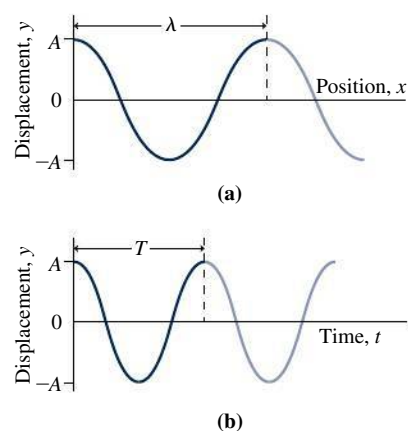 λ
Displacement, y
A
0
−A
Position, x
(a)
T
Displacement, y
A
0
−A
Time, t
(b)